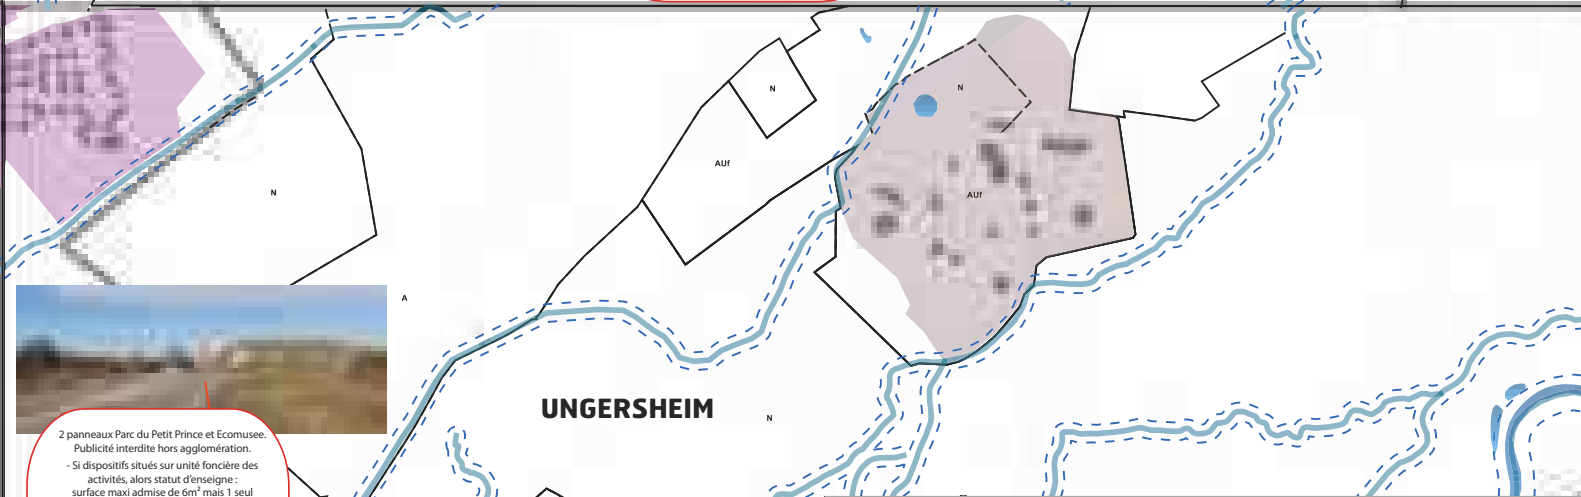 N
N
AUf
N
AUf
A
UNGERSHEIM
N
2 panneaux Parc du Petit Prince et Ecomusee.
Publicité interdite hors agglomération.
- Si dispositifs situés sur unité foncière des
activités, alors statut d'enseigne :
surface maxi admise de 6m² mais 1 seul